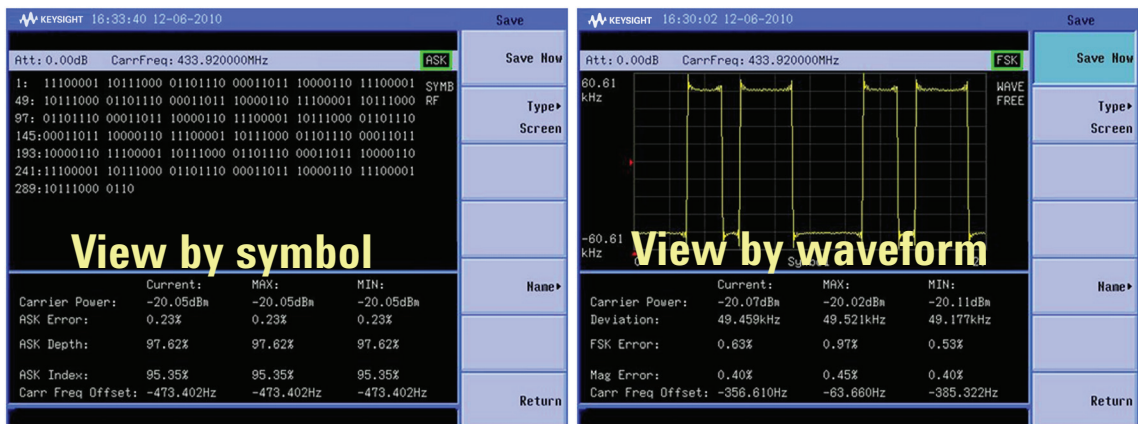 KEYSIGHT 16:33:40 12-06-2010
Save
Att: 0.00dB CarrFreq: 433.920000MHz ASK
Save Now
1: 11100001 10111000 01101110 00011011 10000110 11100001 SYMB
49: 10111000 01101110 00011011 10000110 11100001 10111000 RF
97: 01101110 00011011 10000110 11100001 10111000 01101110
145:00011011 10000110 11100001 10111000 01101110 00011011
193:10000110 11100001 10111000 01101110 00011011 10000110
241:11100001 10111000 01101110 00011011 10000110 11100001
289:10111000 0110
Type
Screen
View by symbol
Current: MAX: MIN:
Carrier Power: -20.05dBm -20.05dBm -20.05dBm
ASK Error: 0.23% 0.23% 0.23%
ASK Depth: 97.62% 97.62% 97.62%
ASK Index: 95.35% 95.35% 95.35%
Carr Freq Offset: -473.402Hz -473.402Hz -473.402Hz
Name
Return
KEYSIGHT 16:30:02 12-06-2010
Save
Att: 0.00dB CarrFreq: 433.920000MHz FSK
Save Now
60.61
kHz
WAVE
FREE
Type
Screen
-60.61
kHz
View by waveform
Current: MAX: MIN:
Carrier Power: -20.07dBm -20.02dBm -20.11dBm
Deviation: 49.459kHz 49.521kHz 49.177kHz
FSK Error: 0.63% 0.97% 0.53%
Mag Error: 0.40% 0.45% 0.40%
Carr Freq Offset: -356.610Hz -63.660Hz -385.322Hz
Name
Return